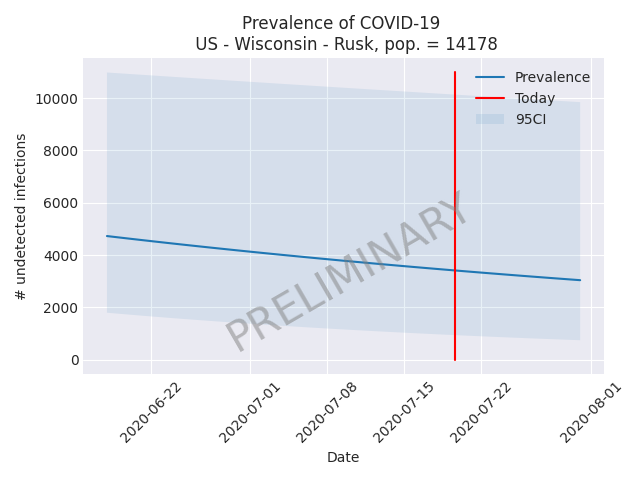 Prevalence of COVID-19
US - Wisconsin - Rusk, pop. = 14178
Prevalence
Today
95CI
10000
8000
6000
4000
2000
0
# undetected infections
PRELIMINARY
2020-06-22
2020-07-01
2020-07-08
2020-07-15
2020-07-22
2020-08-01
Date